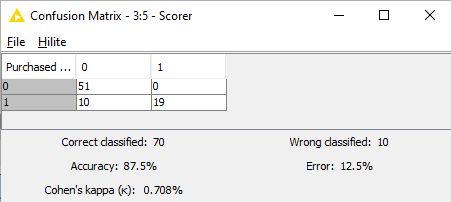 Confusion Matrix - 3:5 - Scorer
File Hilite
Purchased ... 0 1
0 51 0
1 10 19
Correct classified: 70 Wrong classified: 10
Accuracy: 87.5% Error: 12.5%
Cohen's kappa (κ): 0.708%